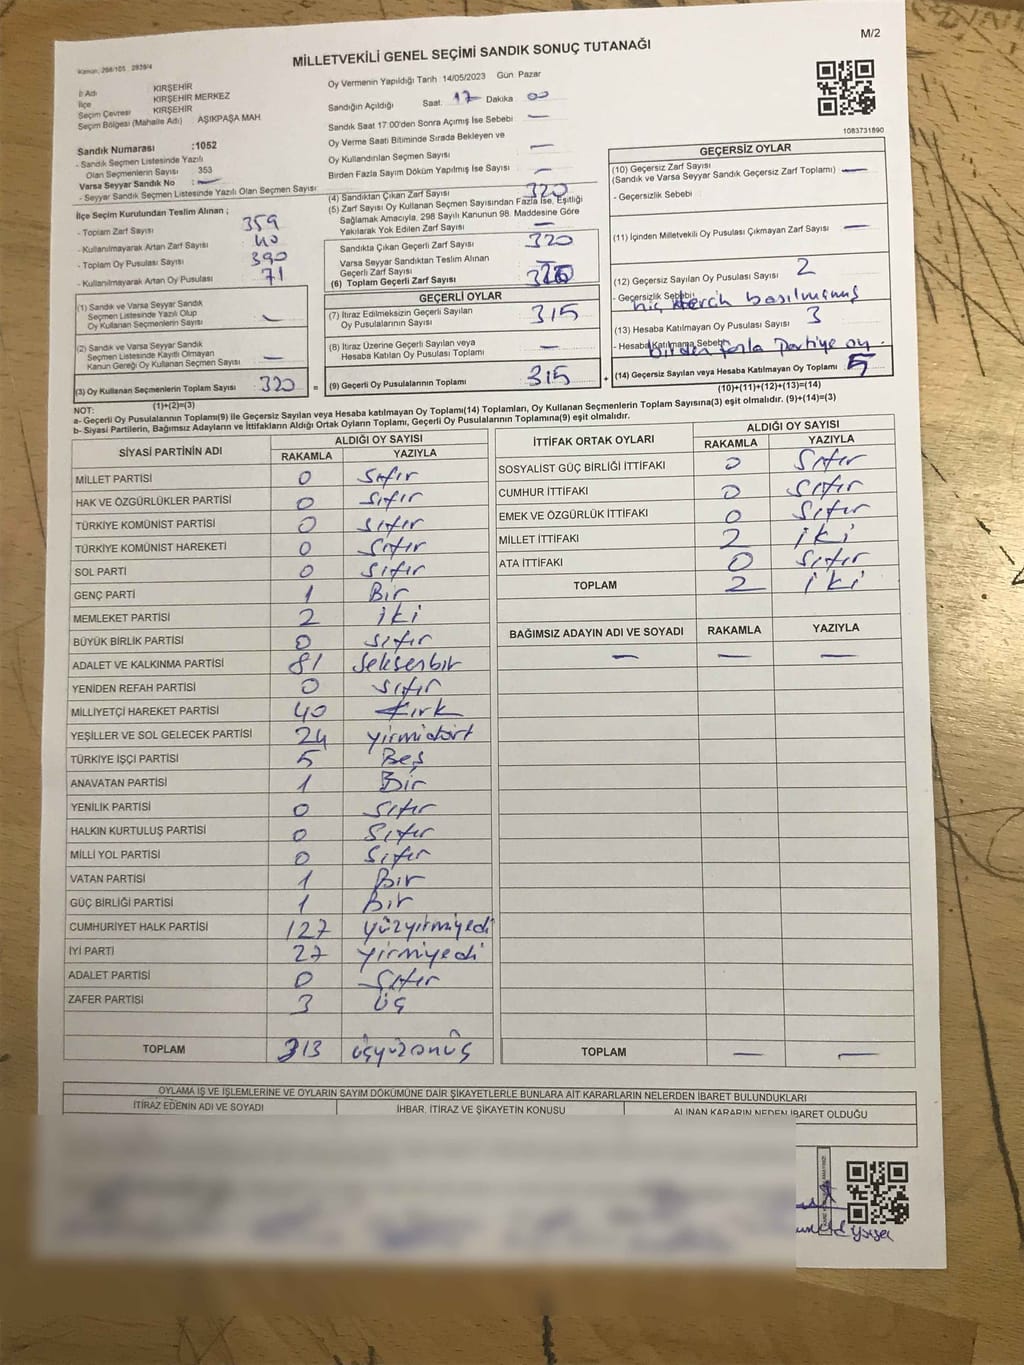 M/2
MİLLETVEKİLİ GENEL SEÇİMİ SANDIK SONUÇ TUTANAĞI
Kanun; 298/105 2839/4
İl Adı KIRŞEHİR
İlçe KIRŞEHİR MERKEZ
Seçim Çevresi KIRŞEHİR
Seçim Bölgesi (Mahalle Adı) AŞIKPAŞA MAH
Sandık Numarası :1052
- Sandık Seçmen Listesinde Yazılı
Olan Seçmenlerin Sayısı 353
Varsa Seyyar Sandık No : —
- Seyyar Sandık Seçmen Listesinde Yazılı Olan Seçmen Sayısı:
Oy Vermenin Yapıldığı Tarih 14/05/2023 Gün. Pazar
Sandığın Açıldığı Saat. 17 Dakika 00
Sandık Saat 17:00'den Sonra Açımış İse Sebebi —
Oy Verme Saati Bitiminde Sırada Bekleyen ve
Oy Kullandırılan Seçmen Sayısı —
Birden Fazla Sayım Döküm Yapılmış İse Sayısı —
1083731890
İlçe Seçim Kurulundan Teslim Alınan ;
- Toplam Zarf Sayısı 359
- Kullanılmayarak Artan Zarf Sayısı 40
- Toplam Oy Pusulası Sayısı 390
- Kullanılmayarak Artan Oy Pusulası 71
(1) Sandık ve Varsa Seyyar Sandık
Seçmen Listesinde Yazılı Olup
Oy Kullanan Seçmenlerin Sayısı —
(2) Sandık ve Varsa Seyyar Sandık
Seçmen Listesinde Kayıtlı Olmayan
Kanun Gereği Oy Kullanan Seçmen Sayısı —
(3) Oy Kullanan Seçmenlerin Toplam Sayısı 320 =
(1)+(2)=(3)
(4) Sandıktan Çıkan Zarf Sayısı 320
(5) Zarf Sayısı Oy Kullanan Seçmen Sayısından Fazla İse, Eşitliği
Sağlamak Amacıyla, 298 Sayılı Kanunun 98. Maddesine Göre
Yakılarak Yok Edilen Zarf Sayısı —
Sandıkta Çıkan Geçerli Zarf Sayısı 320
Varsa Seyyar Sandıktan Teslim Alınan
Geçerli Zarf Sayısı —
(6) Toplam Geçerli Zarf Sayısı 320
GEÇERLİ OYLAR
(7) İtiraz Edilmeksizin Geçerli Sayılan
Oy Pusulalarının Sayısı 315
(8) İtiraz Üzerine Geçerli Sayılan veya
Hesaba Katılan Oy Pusulası Toplamı —
(9) Geçerli Oy Pusulalarının Toplamı 315 +
GEÇERSİZ OYLAR
(10) Geçersiz Zarf Sayısı
(Sandık ve Varsa Seyyar Sandık Geçersiz Zarf Toplamı) —
- Geçersizlik Sebebi
(11) İçinden Milletvekili Oy Pusulası Çıkmayan Zarf Sayısı —
(12) Geçersiz Sayılan Oy Pusulası Sayısı 2
- Geçersizlik Sebebi hiç tercih basılmamış
(13) Hesaba Katılmayan Oy Pusulası Sayısı 3
- Hesaba Katılmama Sebebi birden fazla Partiye oy
(14) Geçersiz Sayılan veya Hesaba Katılmayan Oy Toplamı 5
(10)+(11)+(12)+(13)=(14)
NOT:
a- Geçerli Oy Pusulalarının Toplamı(9) ile Geçersiz Sayılan veya Hesaba katılmayan Oy Toplamı(14) Toplamları, Oy Kullanan Seçmenlerin Toplam Sayısına(3) eşit olmalıdır. (9)+(14)=(3)
b- Siyasi Partilerin, Bağımsız Adayların ve İttifakların Aldığı Ortak Oyların Toplamı, Geçerli Oy Pusulalarının Toplamına(9) eşit olmalıdır.
SİYASİ PARTİNİN ADI ALDIĞI OY SAYISI
RAKAMLA YAZIYLA
MİLLET PARTİSİ 0 Sıfır
HAK VE ÖZGÜRLÜKLER PARTİSİ 0 Sıfır
TÜRKİYE KOMÜNİST PARTİSİ 0 Sıfır
TÜRKİYE KOMÜNİST HAREKETİ 0 Sıfır
SOL PARTİ 0 Sıfır
GENÇ PARTİ 1 Bir
MEMLEKET PARTİSİ 2 iki
BÜYÜK BİRLİK PARTİSİ 0 sıfır
ADALET VE KALKINMA PARTİSİ 81 Seksenbir
YENİDEN REFAH PARTİSİ 0 sıfır
MİLLİYETÇİ HAREKET PARTİSİ 40 Kırk
YEŞİLLER VE SOL GELECEK PARTİSİ 24 yirmidört
TÜRKİYE İŞÇİ PARTİSİ 5 Beş
ANAVATAN PARTİSİ 1 Bir
YENİLİK PARTİSİ 0 Sıfır
HALKIN KURTULUŞ PARTİSİ 0 Sıfır
MİLLİ YOL PARTİSİ 0 Sıfır
VATAN PARTİSİ 1 Bir
GÜÇ BİRLİĞİ PARTİSİ 1 Bir
CUMHURİYET HALK PARTİSİ 127 yüzyirmiyedi
İYİ PARTİ 27 yirmiyedi
ADALET PARTİSİ 0 Sıfır
ZAFER PARTİSİ 3 üç
TOPLAM 313 üçyüzonüç
İTTİFAK ORTAK OYLARI ALDIĞI OY SAYISI
RAKAMLA YAZIYLA
SOSYALİST GÜÇ BİRLİĞİ İTTİFAKI 0 Sıfır
CUMHUR İTTİFAKI 0 Sıfır
EMEK VE ÖZGÜRLÜK İTTİFAKI 0 Sıfır
MİLLET İTTİFAKI 2 iki
ATA İTTİFAKI 0 Sıfır
TOPLAM 2 iki
BAĞIMSIZ ADAYIN ADI VE SOYADI RAKAMLA YAZIYLA
— — —
TOPLAM — —
OYLAMA İŞ VE İŞLEMLERİNE VE OYLARIN SAYIM DÖKÜMÜNE DAİR ŞİKAYETLERLE BUNLARA AİT KARARLARIN NELERDEN İBARET BULUNDUKLARI
İTİRAZ EDENİN ADI VE SOYADI İHBAR, İTİRAZ VE ŞİKAYETİN KONUSU ALINAN KARARIN NEDEN İBARET OLDUĞU